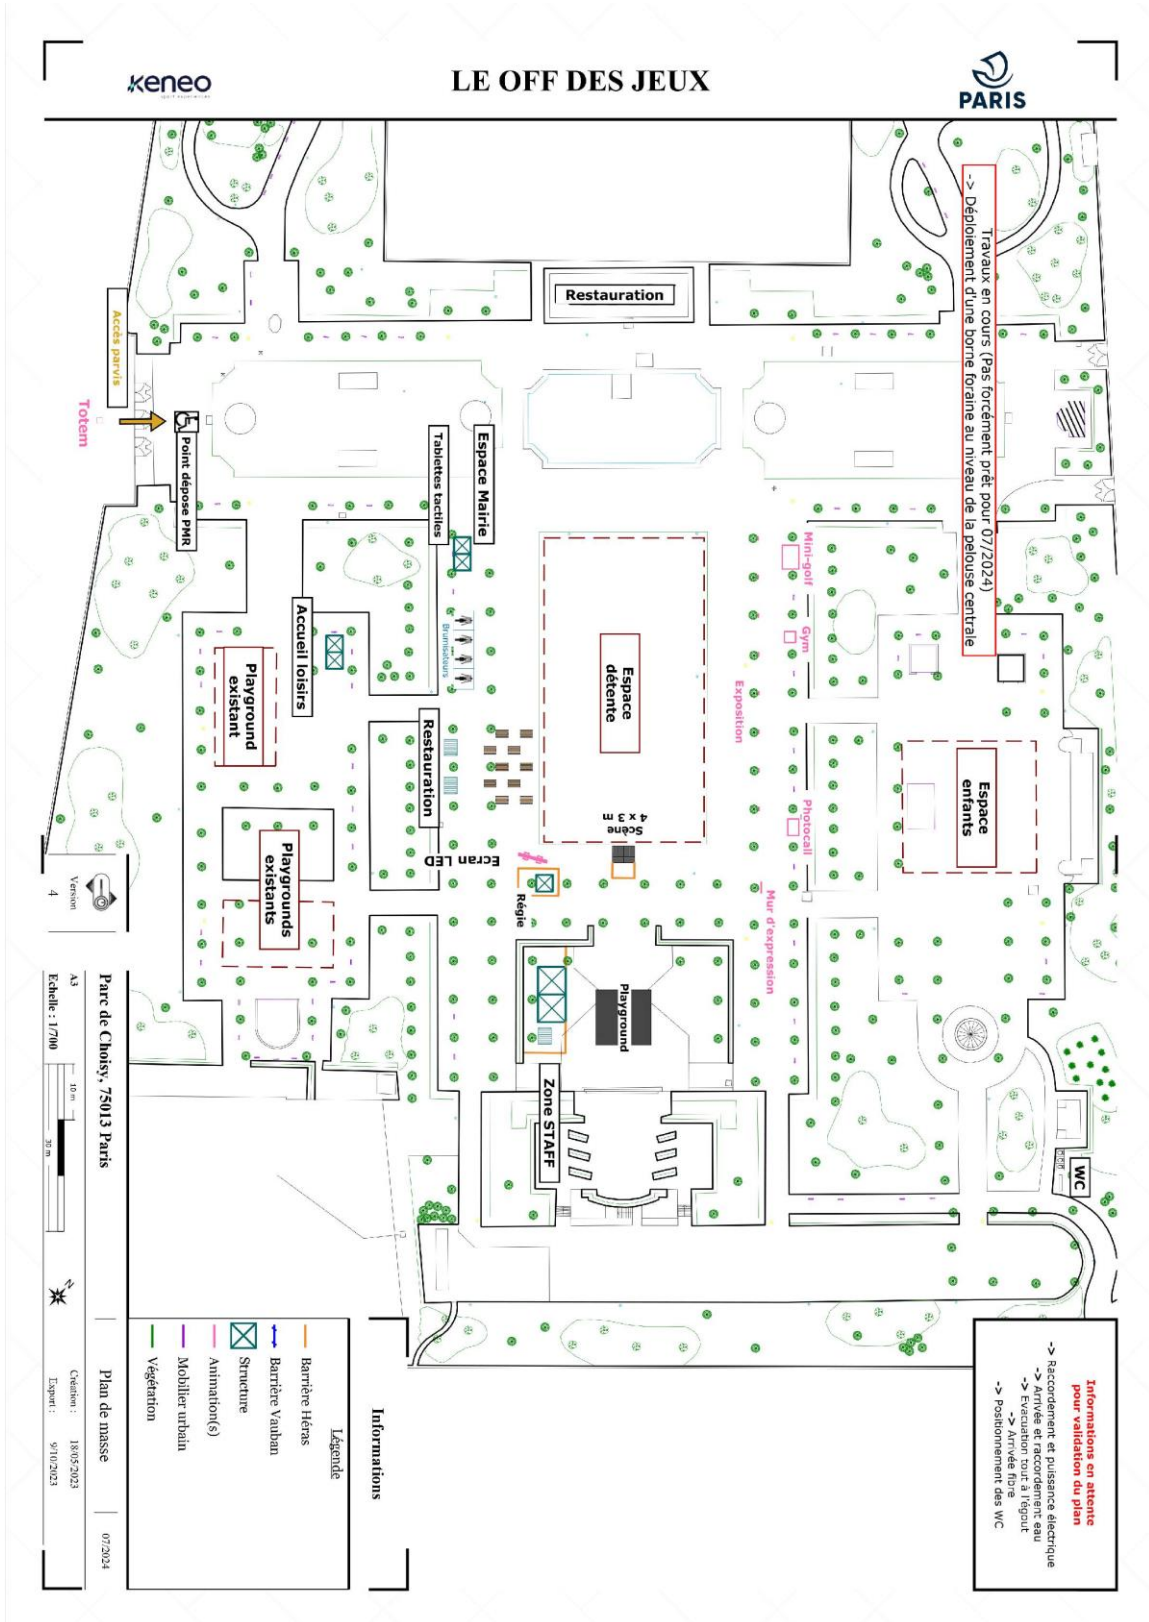 keneo
LE OFF DES JEUX
PARIS
Travaux en cours (Pas forcément prêt pour 07/2024)
-> Déploiement d'une borne foraine au niveau de la pelouse centrale
Restauration
Accès parvis
Totem
Point dépose PMR
Espace Mairie
Tablettes tactiles
Accueil loisirs
Brumisateurs
Mini-golf
Gym
Exposition
Photocall
Mur d'expression
Espace
détente
Espace
enfants
Playground
existant
Playgrounds
existants
Restauration
Scène
4 x 3 m
Ecran LED
Régie
Playground
Zone STAFF
WC
Version
4
Parc de Choisy, 75013 Paris
A3
Echelle : 1/700
10 m
30 m
N
Plan de masse
Création :
18/05/2023
Export :
9/10/2023
07/2024
Informations
Légende
Barrière Héras
Barrière Vauban
Structure
Animation(s)
Mobilier urbain
Végétation
Informations en attente
pour validation du plan
-> Raccordement et puissance électrique
-> Arrivée et raccordement eau
-> Evacuation tout à l'égout
-> Arrivée fibre
-> Positionnement des WC